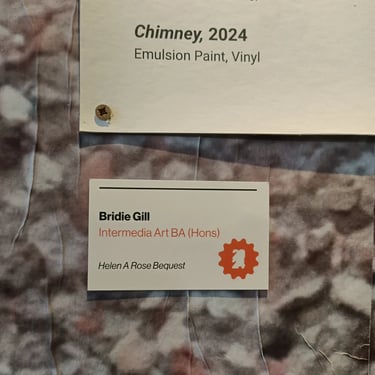 Chimney, 2024
Emulsion Paint, Vinyl
Bridie Gill
Intermedia Art BA (Hons)
Helen A Rose Bequest